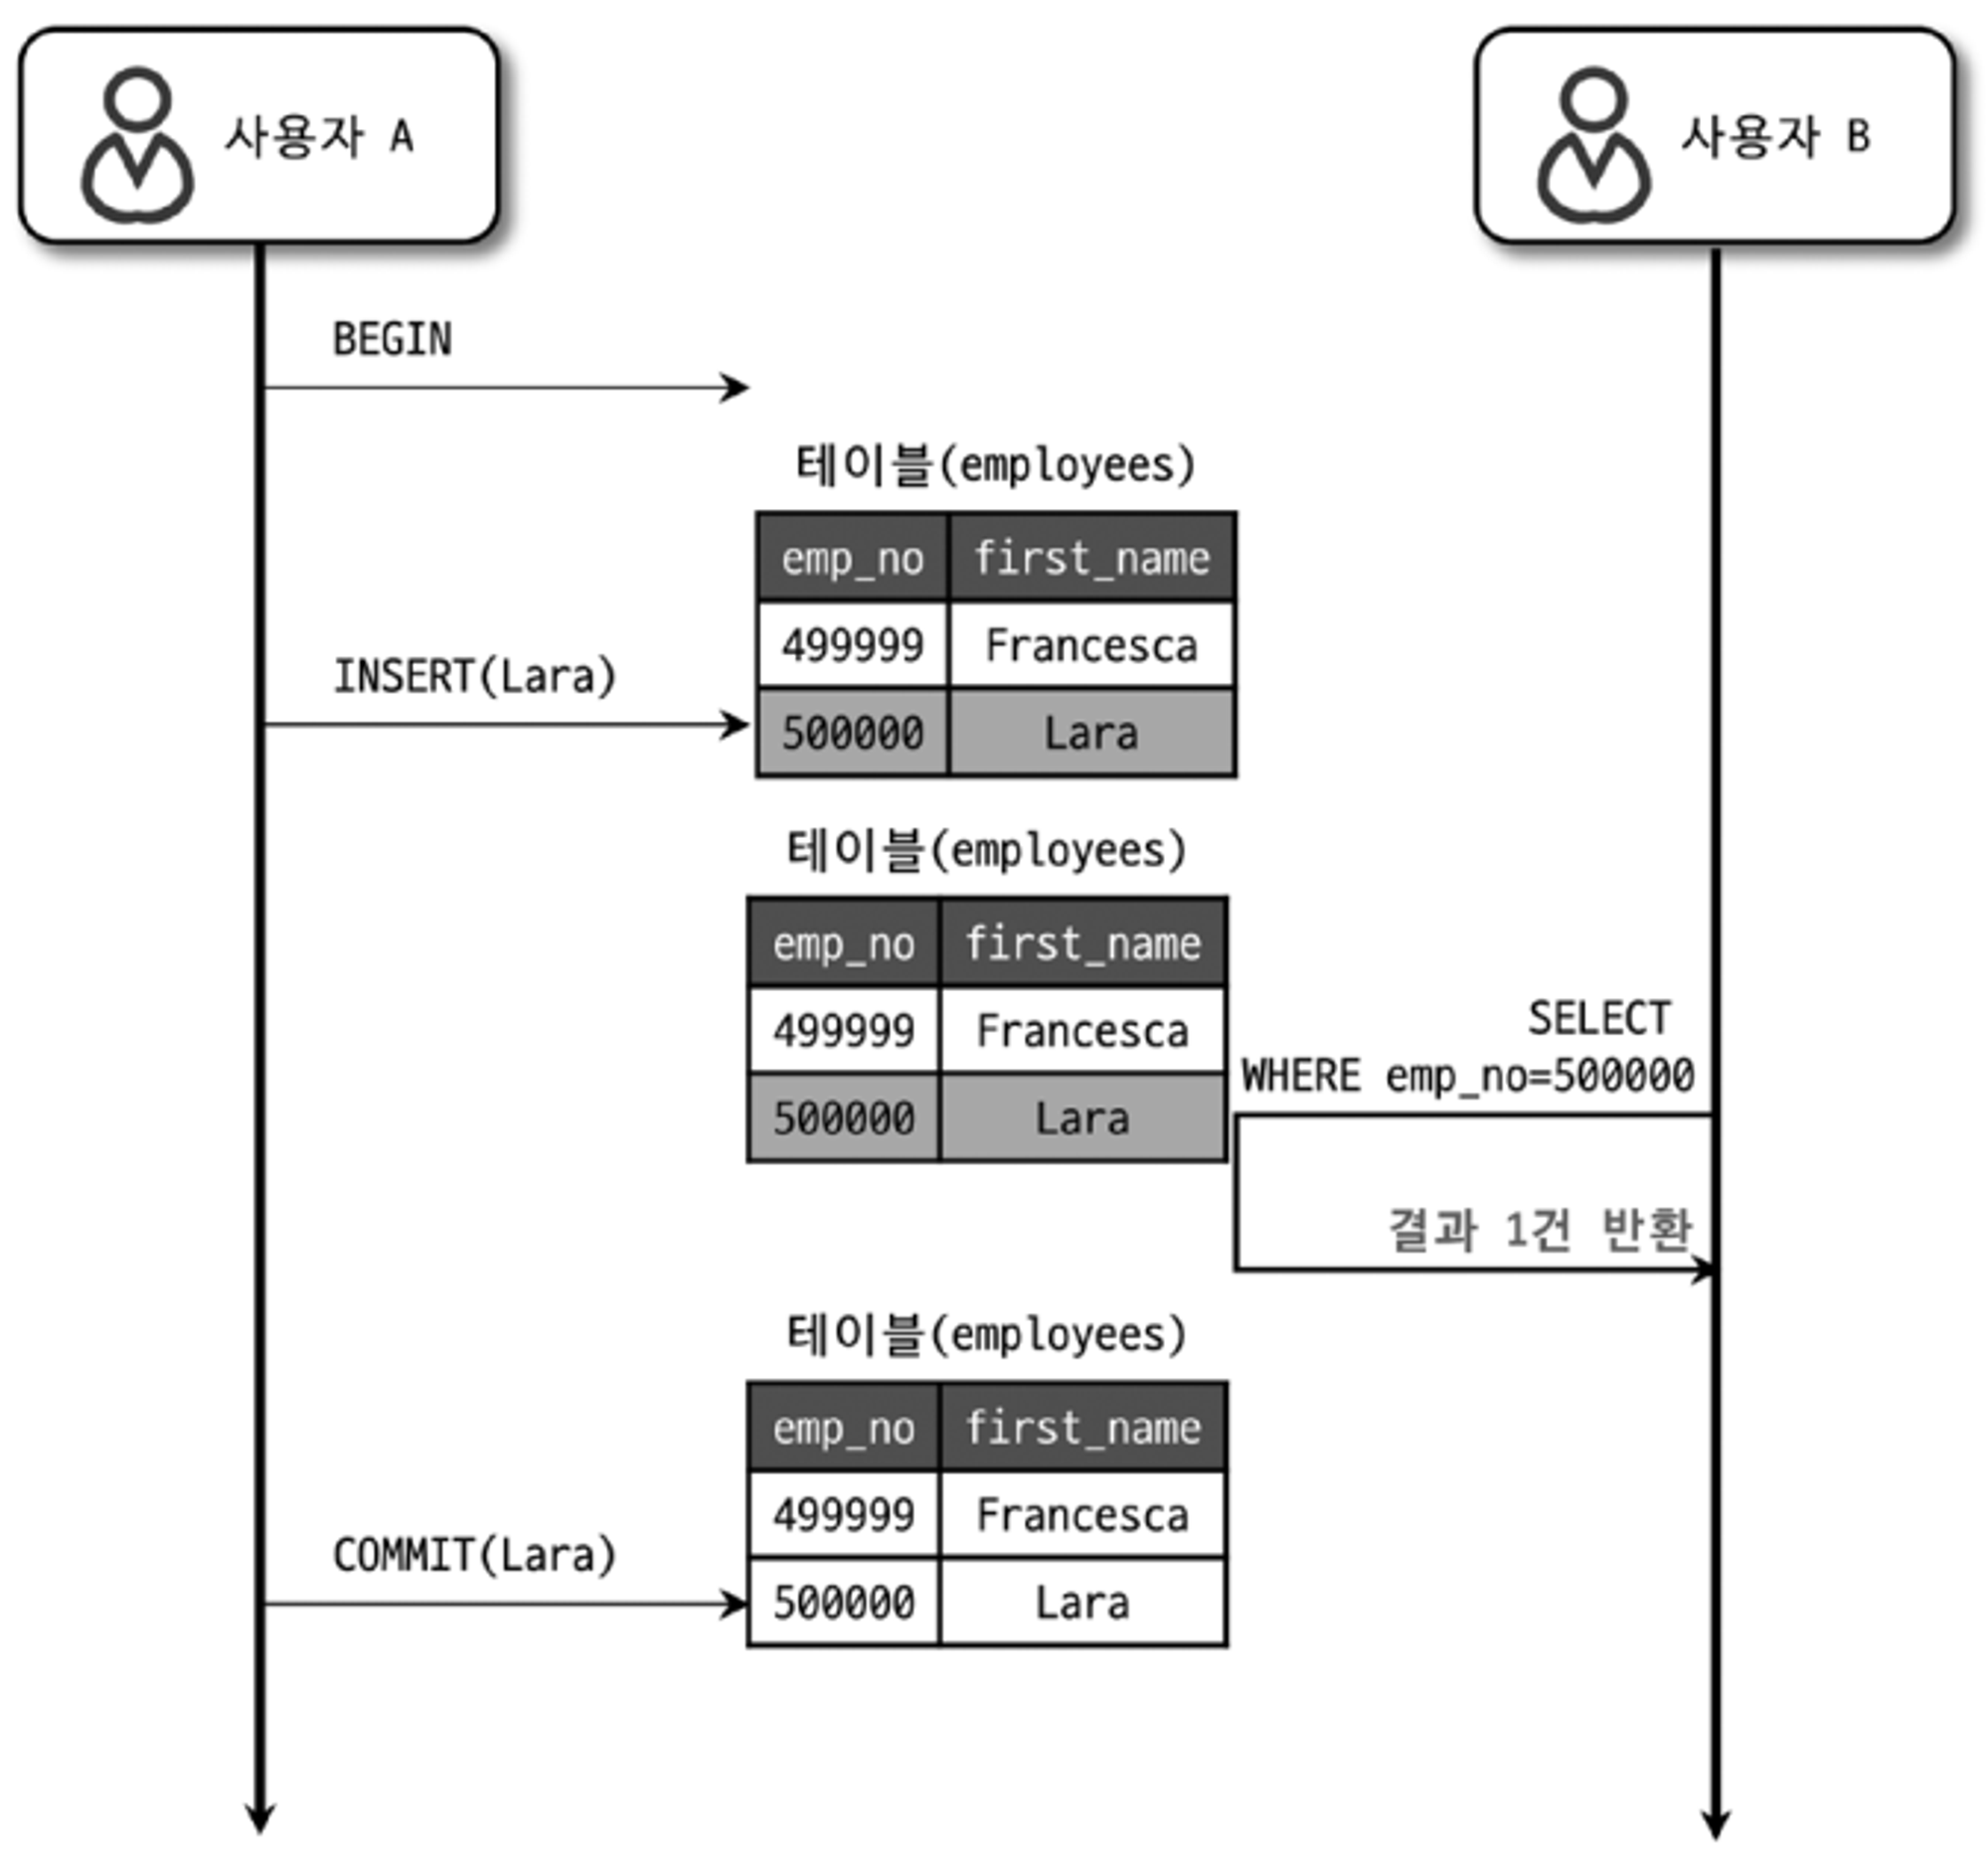 사용자 A
사용자 B
BEGIN
테이블(employees)
emp_no first_name
499999 Francesca
INSERT(Lara)
500000 Lara
테이블(employees)
emp_no first_name
499999 Francesca
500000 Lara
SELECT
WHERE emp_no=500000
결과 1건 반환
테이블(employees)
emp_no first_name
499999 Francesca
COMMIT(Lara)
500000 Lara